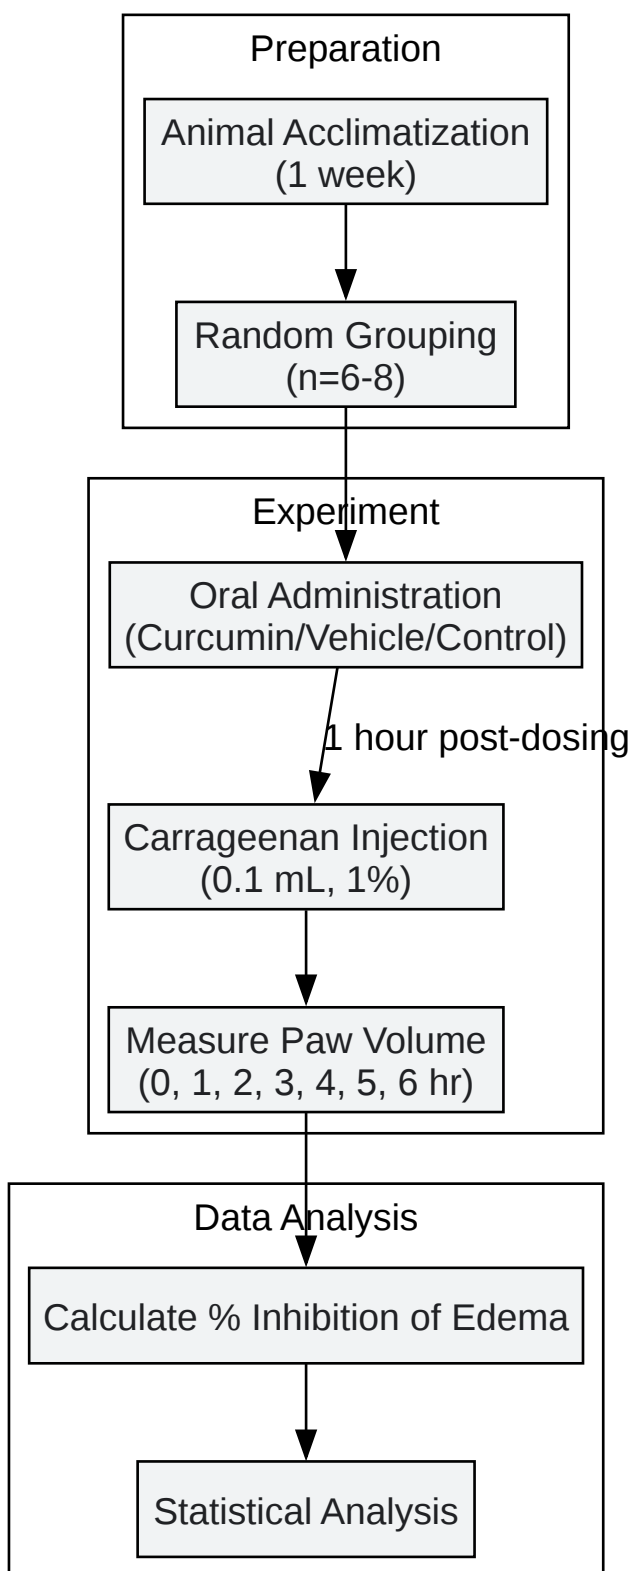 Preparation
Animal Acclimatization
(1 week)
Random Grouping
(n=6-8)
Experiment
Oral Administration
(Curcumin/Vehicle/Control)
1 hour post-dosing
Carrageenan Injection
(0.1 mL, 1%)
Measure Paw Volume
(0, 1, 2, 3, 4, 5, 6 hr)
Data Analysis
Calculate % Inhibition of Edema
Statistical Analysis